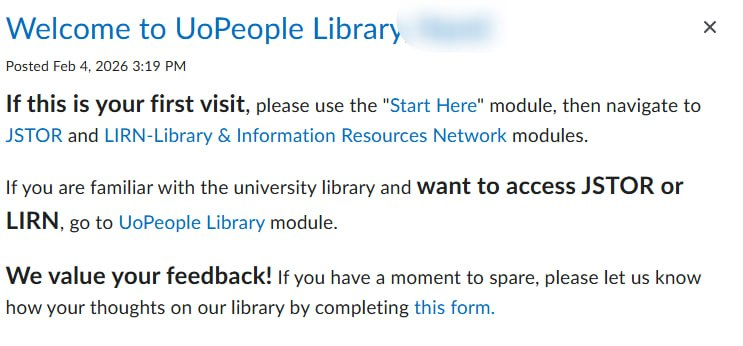 Welcome to UoPeople Library,
Posted Feb 4, 2026 3:19 PM
If this is your first visit, please use the "Start Here" module, then navigate to
JSTOR and LIRN-Library & Information Resources Network modules.
If you are familiar with the university library and want to access JSTOR or
LIRN, go to UoPeople Library module.
We value your feedback! If you have a moment to spare, please let us know
how your thoughts on our library by completing this form.